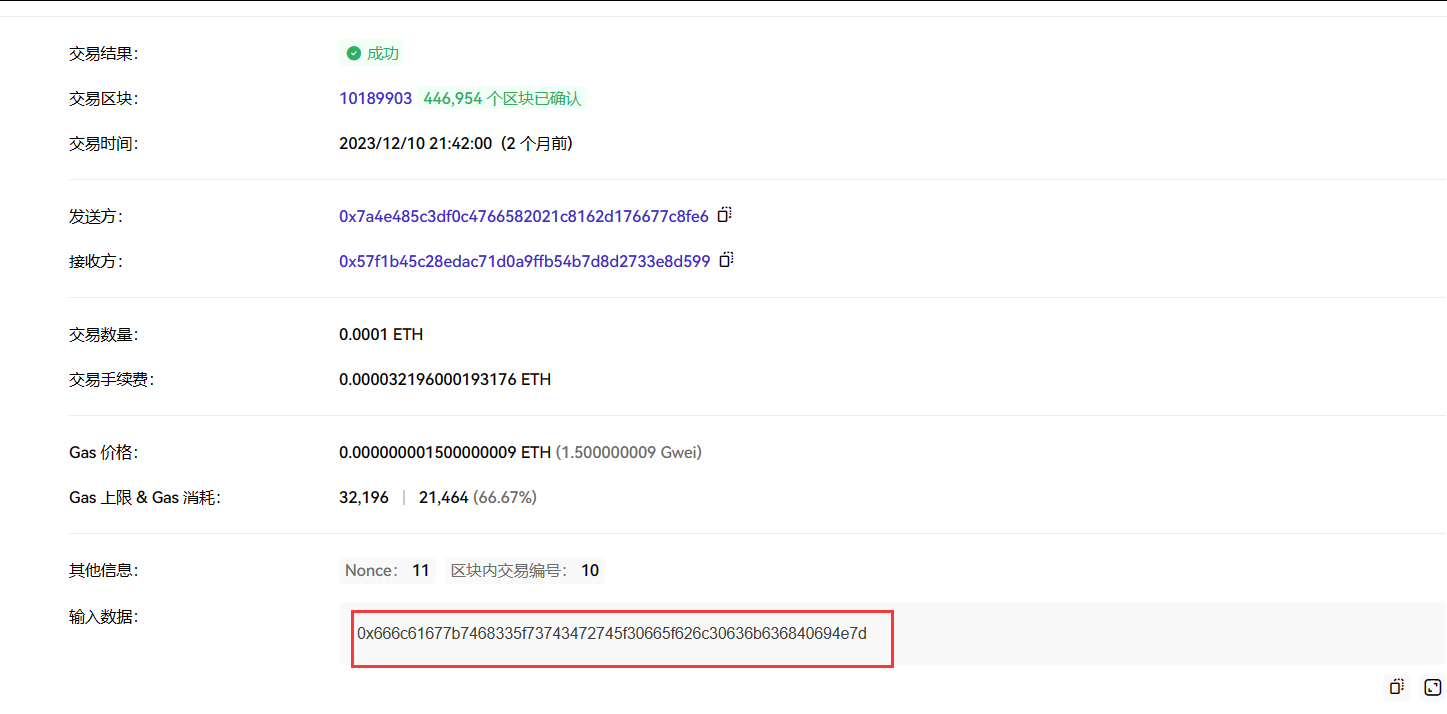 交易结果：
成功
交易区块：
10189903 446,954 个区块已确认
交易时间：
2023/12/10 21:42:00 (2 个月前)
发送方：
0x7a4e485c3df0c4766582021c8162d176677c8fe6
接收方：
0x57f1b45c28edac71d0a9ffb54b7d8d2733e8d599
交易数量：
0.0001 ETH
交易手续费：
0.000032196000193176 ETH
Gas 价格：
0.000000001500000009 ETH (1.500000009 Gwei)
Gas 上限 & Gas 消耗：
32,196 | 21,464 (66.67%)
其他信息：
Nonce： 11 区块内交易编号： 10
输入数据：
0x666c61677b7468335f73743472745f30665f626c30636b636840694e7d